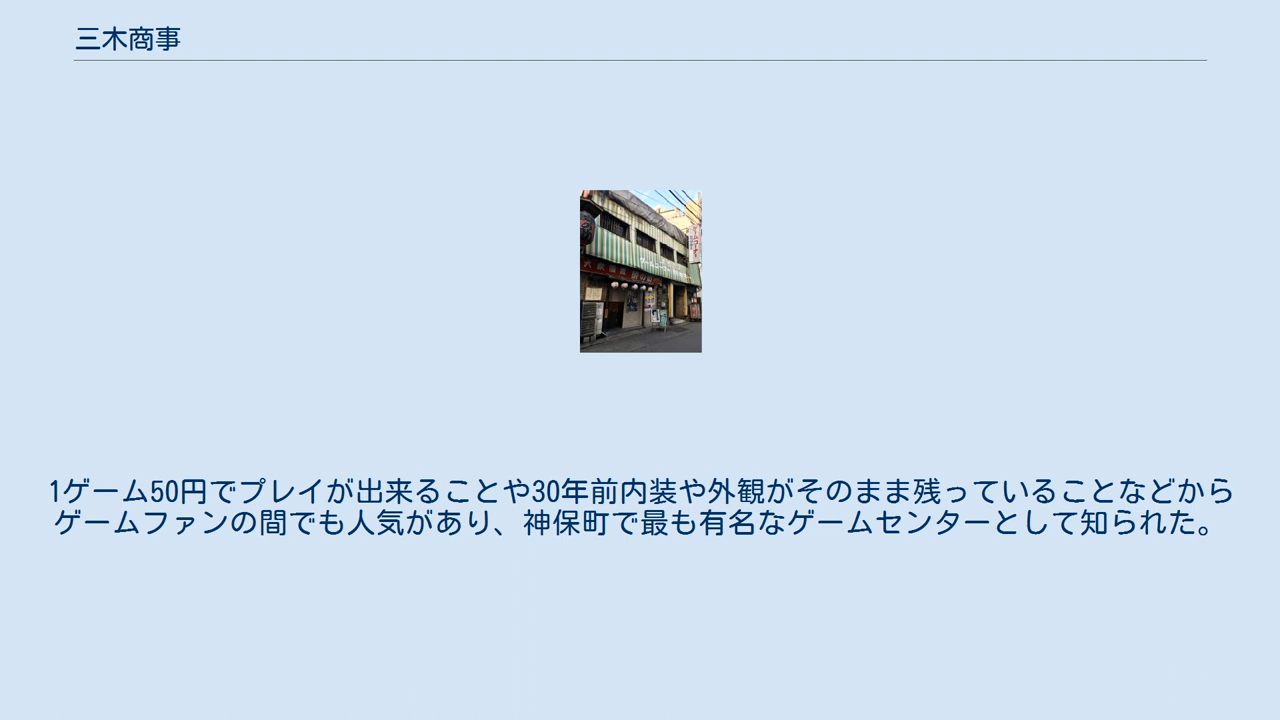 三木商事
1ゲーム50円でプレイが出来ることや30年前内装や外観がそのまま残っていることなどから
ゲームファンの間でも人気があり、神保町で最も有名なゲームセンターとして知られた。